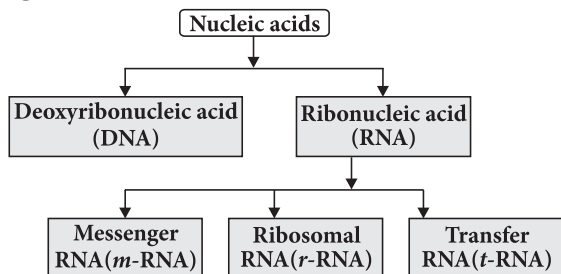 Nucleic acids
Deoxyribonucleic acid
(DNA)
Ribonucleic acid
(RNA)
Messenger
RNA(m-RNA)
Ribosomal
RNA(r-RNA)
Transfer
RNA(t-RNA)